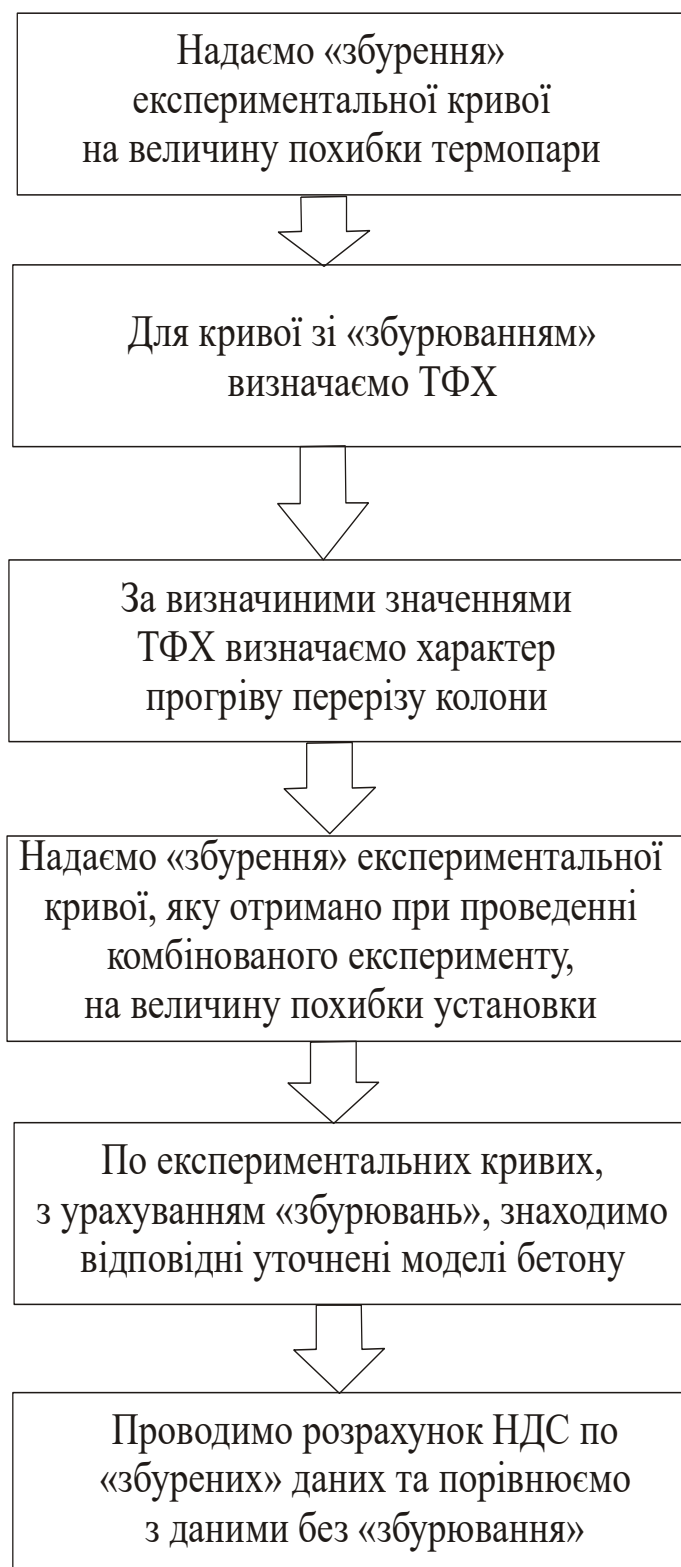 Надаємо «збурення»
експериментальної кривої
на величину похибки термопари
Для кривої зі «збурюванням»
визначаємо ТФХ
За визначиними значеннями
ТФХ визначаємо характер
прогріву перерізу колони
Надаємо «збурення» експериментальної
кривої, яку отримано при проведенні
комбінованого експерименту,
на величину похибки установки
По експериментальних кривих,
з урахуванням «збурювань», знаходимо
відповідні уточнені моделі бетону
Проводимо розрахунок НДС по
«збурених» даних та порівнюємо
з даними без «збурювання»